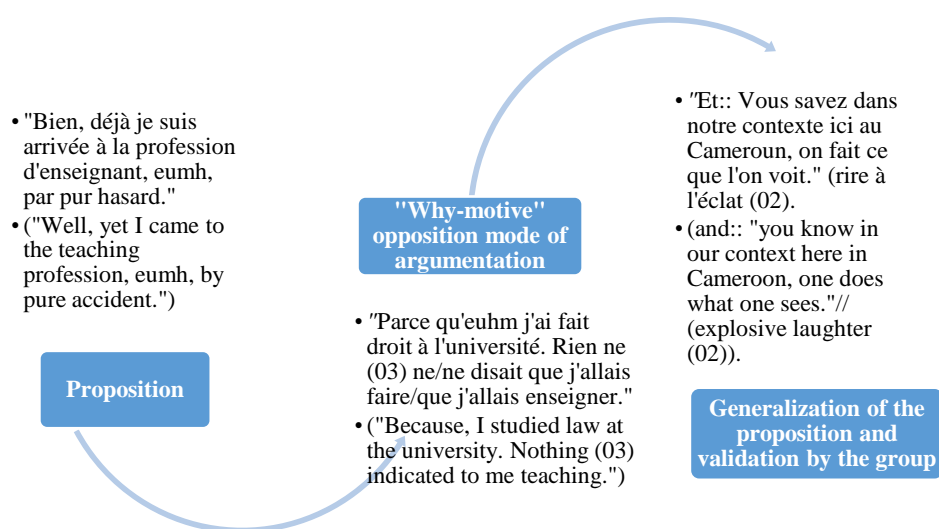 • "Bien, déjà je suis
arrivée à la profession
d'enseignant, eumh,
par pur hasard."
• ("Well, yet I came to
the teaching
profession, eumh, by
pure accident.")
Proposition
"Why-motive"
opposition mode of
argumentation
• "Parce qu'euhm j'ai fait
droit à l'université. Rien ne
(03) ne/ne disait que j'allais
faire/que j'allais enseigner."
• ("Because, I studied law at
the university. Nothing (03)
indicated to me teaching.")
• "Et:: Vous savez dans
notre contexte ici au
Cameroun, on fait ce
que l'on voit." (rire à
l'éclat (02).
• (and:: "you know in
our context here in
Cameroon, one does
what one sees."//
(explosive laughter
(02)).
Generalization of the
proposition and
validation by the group